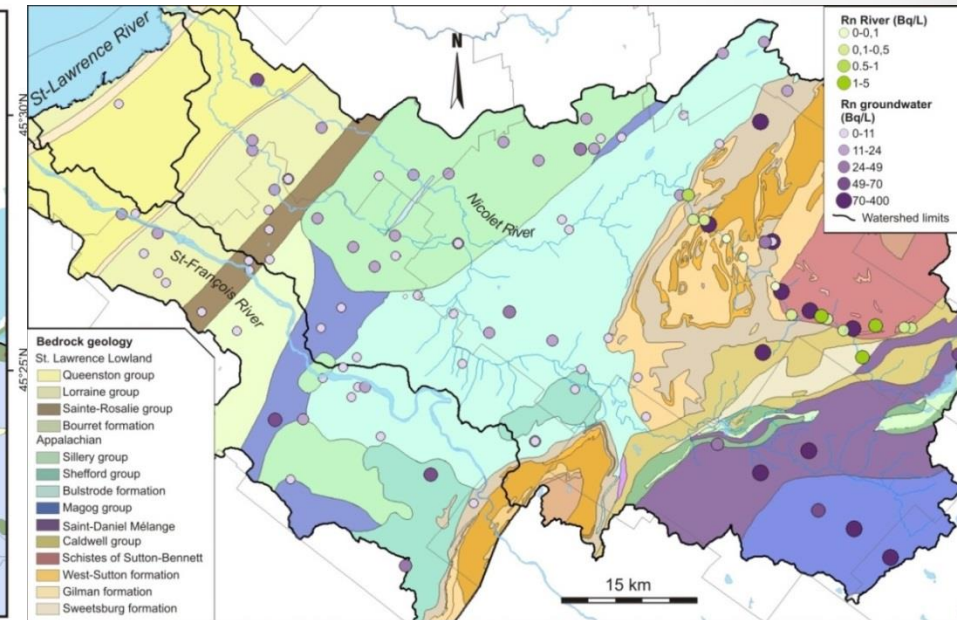 St-Lawrence River
N
45°30'N
45°25'N
Nicolet River
St-François River
15 km
Rn River (Bq/L)
0-0,1
0,1-0,5
0.5-1
1-5
Rn groundwater
(Bq/L)
0-11
11-24
24-49
49-70
70-400
Watershed limits
Bedrock geology
St. Lawrence Lowland
Queenston group
Lorraine group
Sainte-Rosalie group
Bourret formation
Appalachian
Sillery group
Shefford group
Bulstrode formation
Magog group
Saint-Daniel Mélange
Caldwell group
Schistes of Sutton-Bennett
West-Sutton formation
Gilman formation
Sweetsburg formation